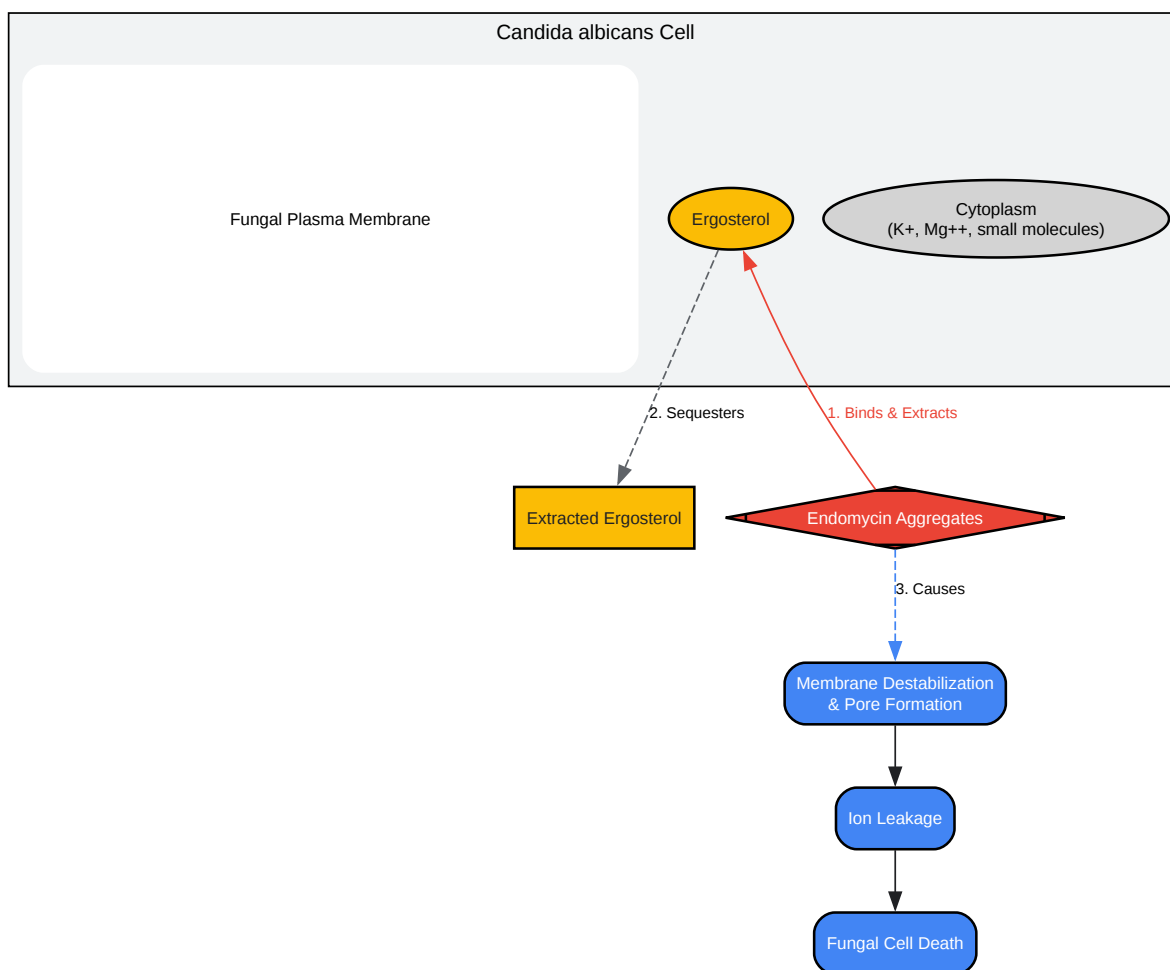 Candida albicans Cell
Fungal Plasma Membrane
Ergosterol
Cytoplasm
(K+, Mg++, small molecules)
2. Sequesters
1. Binds & Extracts
Extracted Ergosterol
Endomycin Aggregates
3. Causes
Membrane Destabilization
& Pore Formation
Ion Leakage
Fungal Cell Death